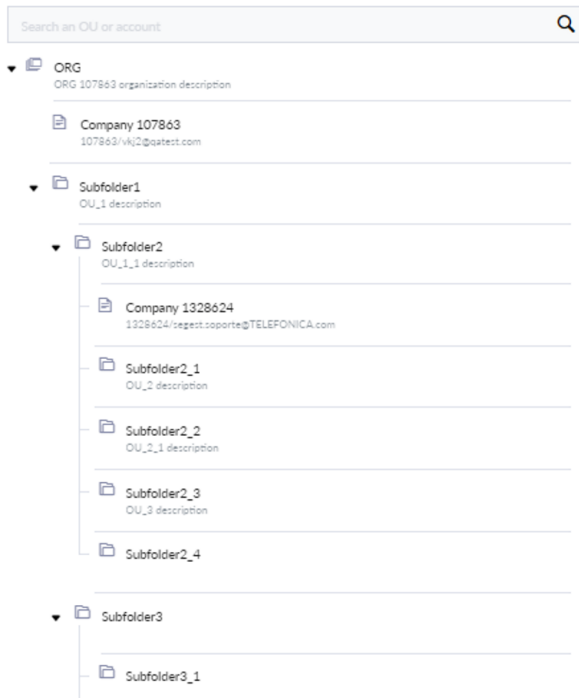 Search an OU or account
ORG
ORG 107863 organization description
Company 107863
107863/vkj2@qatest.com
Subfolder1
OU_1 description
Subfolder2
OU_1_1 description
Company 1328624
1328624/segest.soporte@TELEFONICA.com
Subfolder2_1
OU_2 description
Subfolder2_2
OU_2_1 description
Subfolder2_3
OU_3 description
Subfolder2_4
Subfolder3
Subfolder3_1